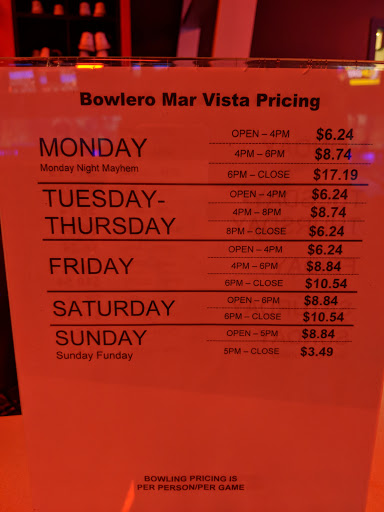 Bowlero Mar Vista Pricing
MONDAY
Monday Night Mayhem
OPEN – 4PM $6.24
4PM – 6PM $8.74
6PM – CLOSE $17.19
TUESDAY-
THURSDAY
OPEN – 4PM $6.24
4PM – 8PM $8.74
8PM – CLOSE $6.24
FRIDAY
OPEN – 4PM $6.24
4PM – 6PM $8.84
6PM – CLOSE $10.54
SATURDAY
OPEN – 6PM $8.84
6PM – CLOSE $10.54
SUNDAY
Sunday Funday
OPEN – 5PM $8.84
5PM – CLOSE $3.49
BOWLING PRICING IS
PER PERSON/PER GAME